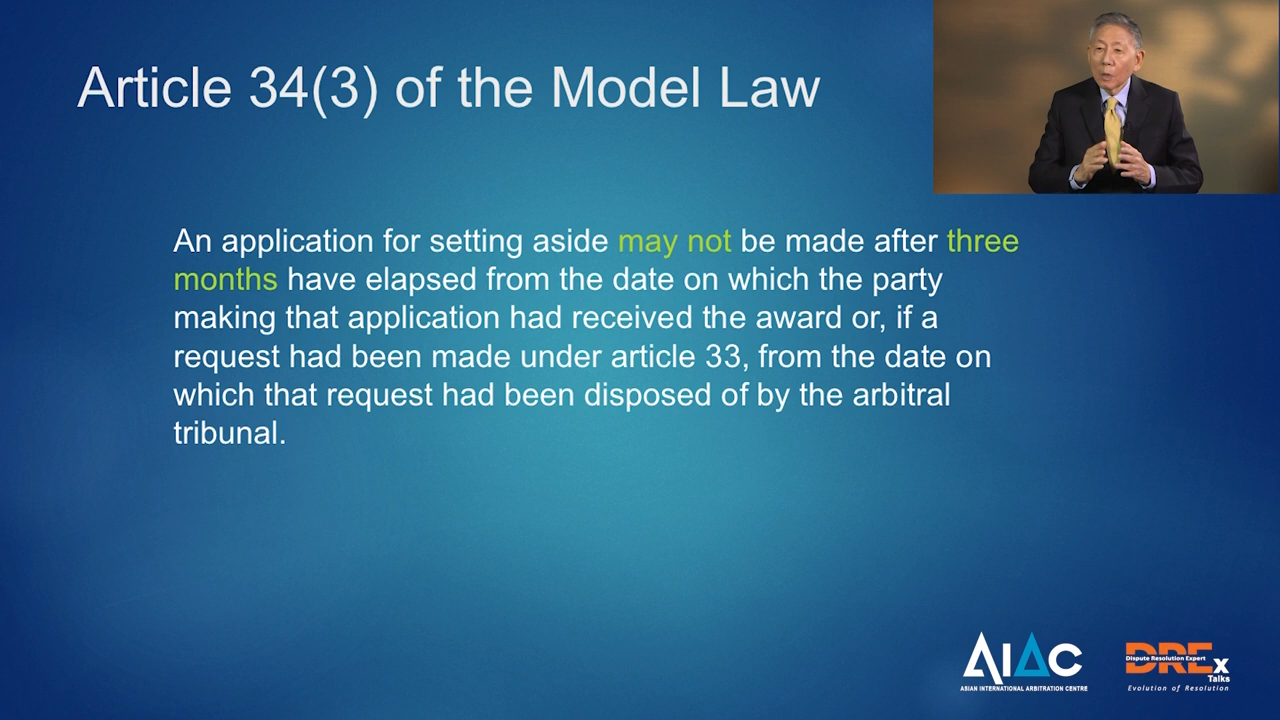 Article 34(3) of the Model Law
An application for setting aside may not be made after three
months have elapsed from the date on which the party
making that application had received the award or, if a
request had been made under article 33, from the date on
which that request had been disposed of by the arbitral
tribunal.
AIAC
ASIAN INTERNATIONAL ARBITRATION CENTRE
DREx
Dispute Resolution Expert
Talks
Evolution of Resolution